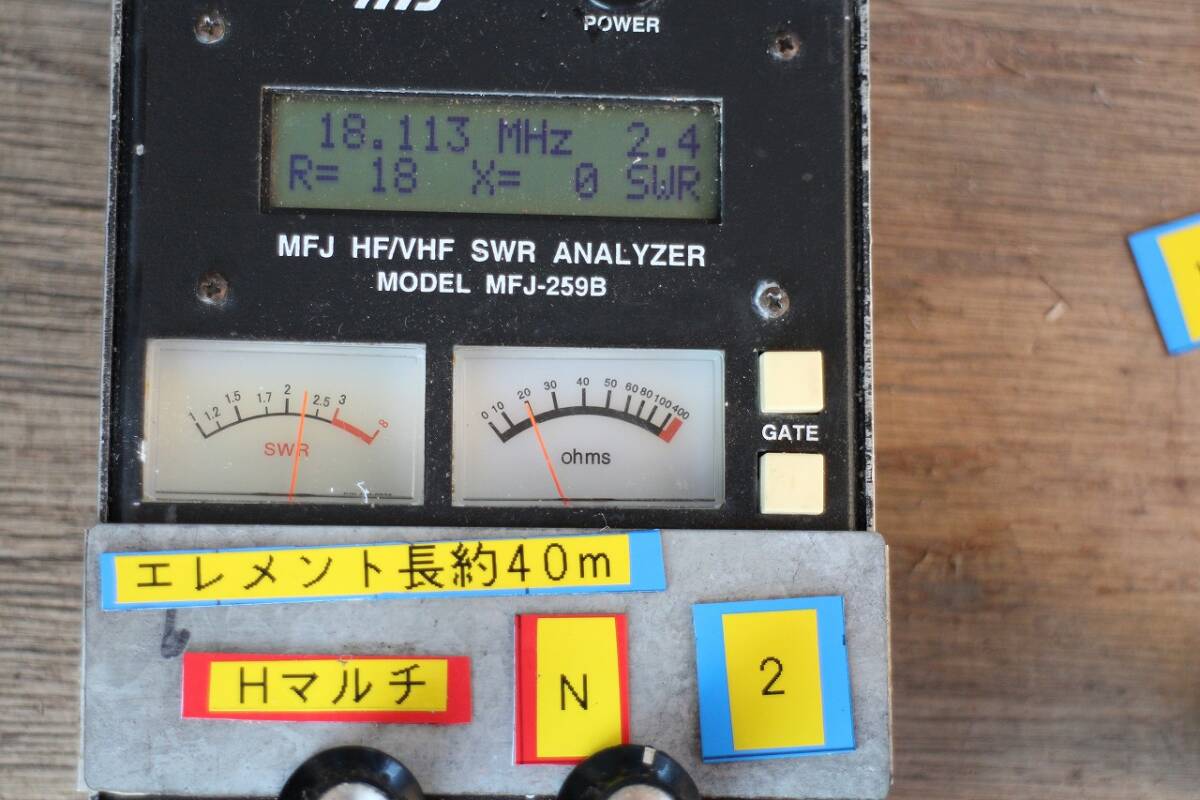 POWER
18.113 MHz 2.4
R= 18 X= 0 SWR
MFJ HF/VHF SWR ANALYZER
MODEL MFJ-259B
1 1.2 1.5 1.7 2 2.5 3 8
SWR
0 10 20 30 40 50 60 80 100 400
ohms
GATE
エレメント長約40m
Hマルチ
N
2